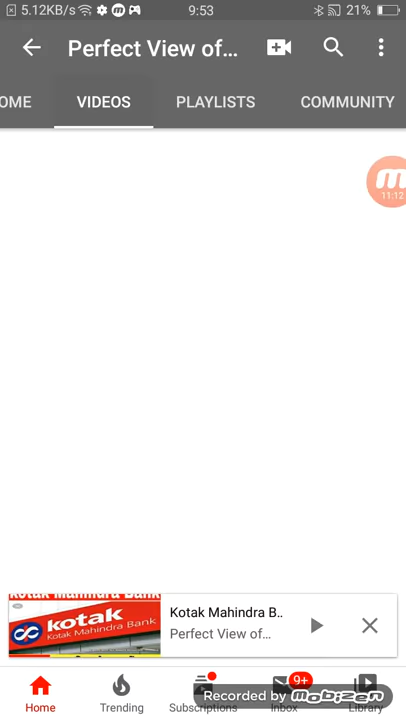 5.12KB/s 9:53 21%
Perfect View of...
OME VIDEOS PLAYLISTS COMMUNITY
m
11:12
Kotak Mahindra Bank
kotak
Kotak Mahindra Bank
Kotak Mahindra B..
Perfect View of...
9+
Home Trending Subscriptions Inbox Library
Recorded by mobizen